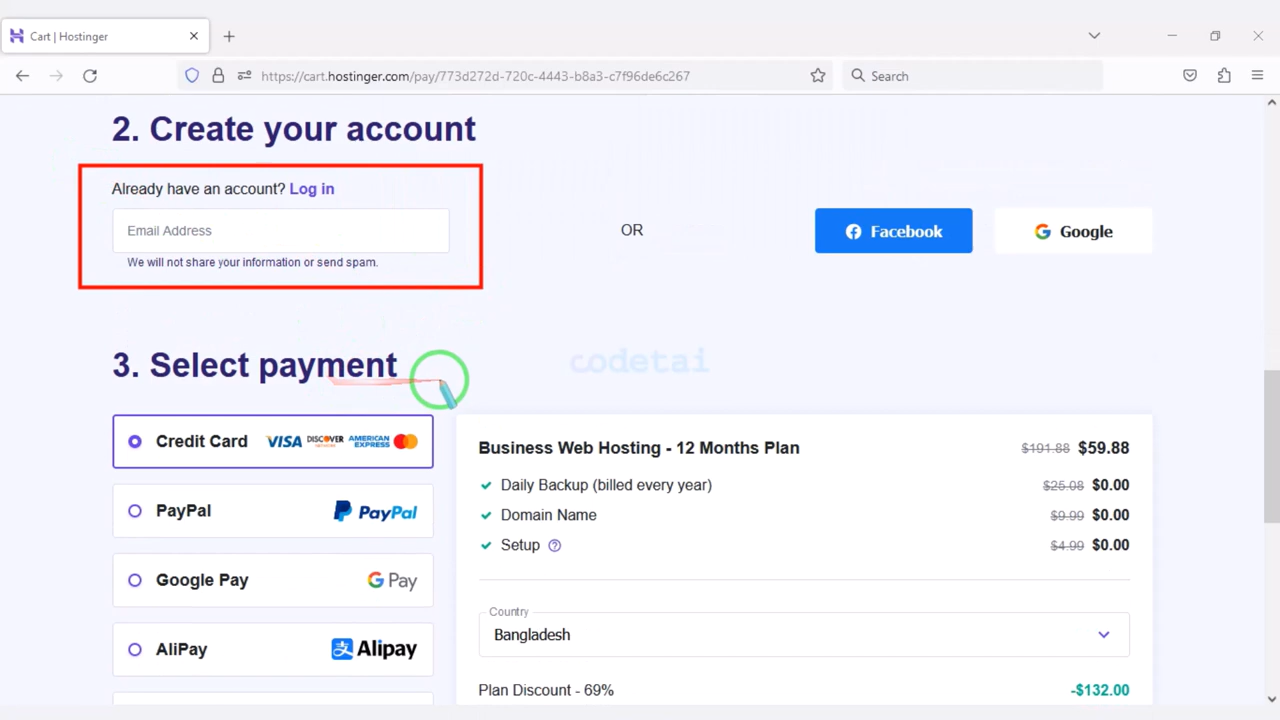 Cart | Hostinger
https://cart.hostinger.com/pay/773d272d-720c-4443-b8a3-c7f96de6c267
Search
2. Create your account
Already have an account? Log in
Email Address
We will not share your information or send spam.
OR
Facebook
Google
3. Select payment
codetai
Credit Card VISA DISCOVER NETWORK AMERICAN EXPRESS
PayPal PayPal
Google Pay G Pay
AliPay 支 Alipay
Business Web Hosting - 12 Months Plan $191.88 $59.88
Daily Backup (billed every year) $25.08 $0.00
Domain Name $9.99 $0.00
Setup ? $4.99 $0.00
Country
Bangladesh
Plan Discount - 69% -$132.00